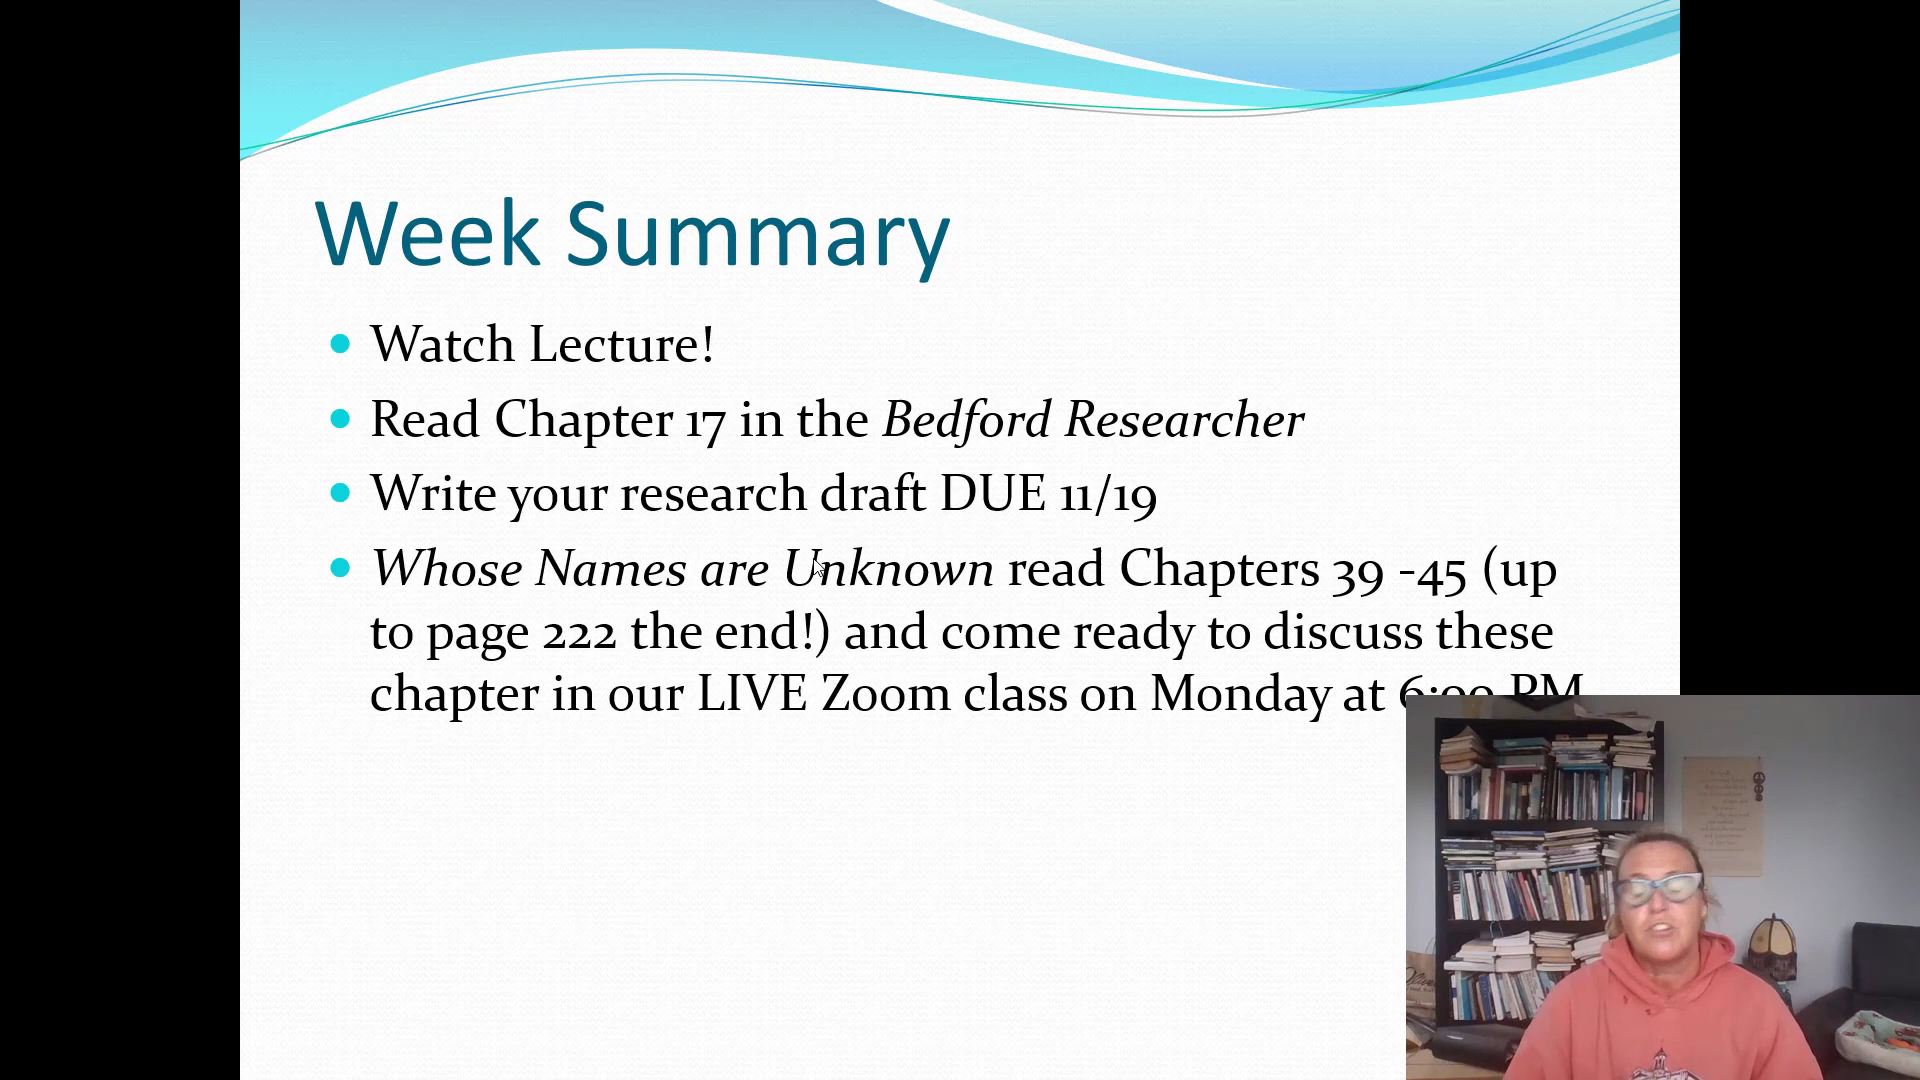 Week Summary
Watch Lecture!
Read Chapter 17 in the Bedford Researcher
Write your research draft DUE 11/19
Whose Names are Unknown read Chapters 39 -45 (up
to page 222 the end!) and come ready to discuss these
chapter in our LIVE Zoom class on Monday at 6:00 PM